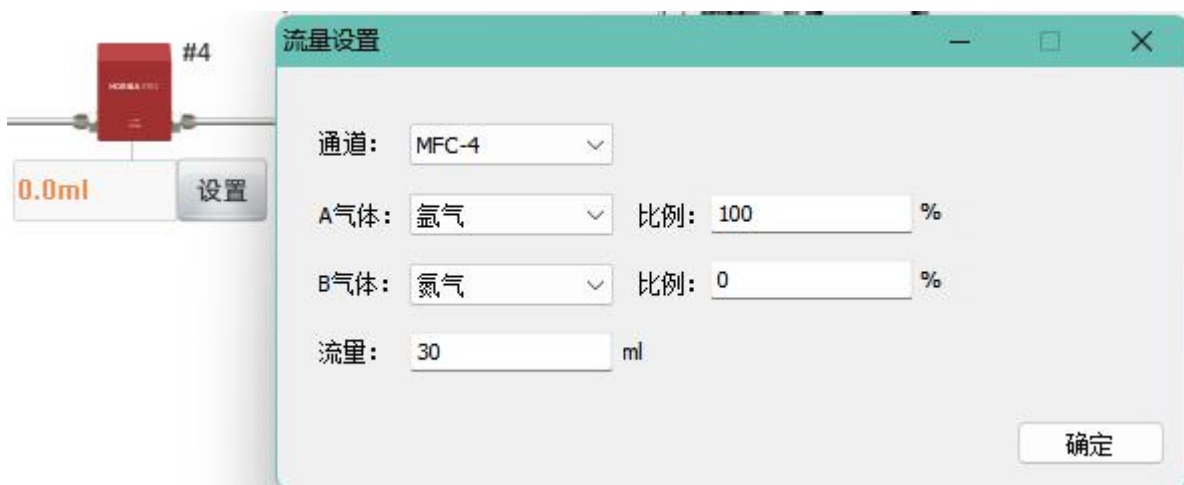 #4
HORIBA
0.0ml
设置
流量设置
通道： MFC-4
A气体： 氩气 比例： 100 %
B气体： 氮气 比例： 0 %
流量： 30 ml
确定